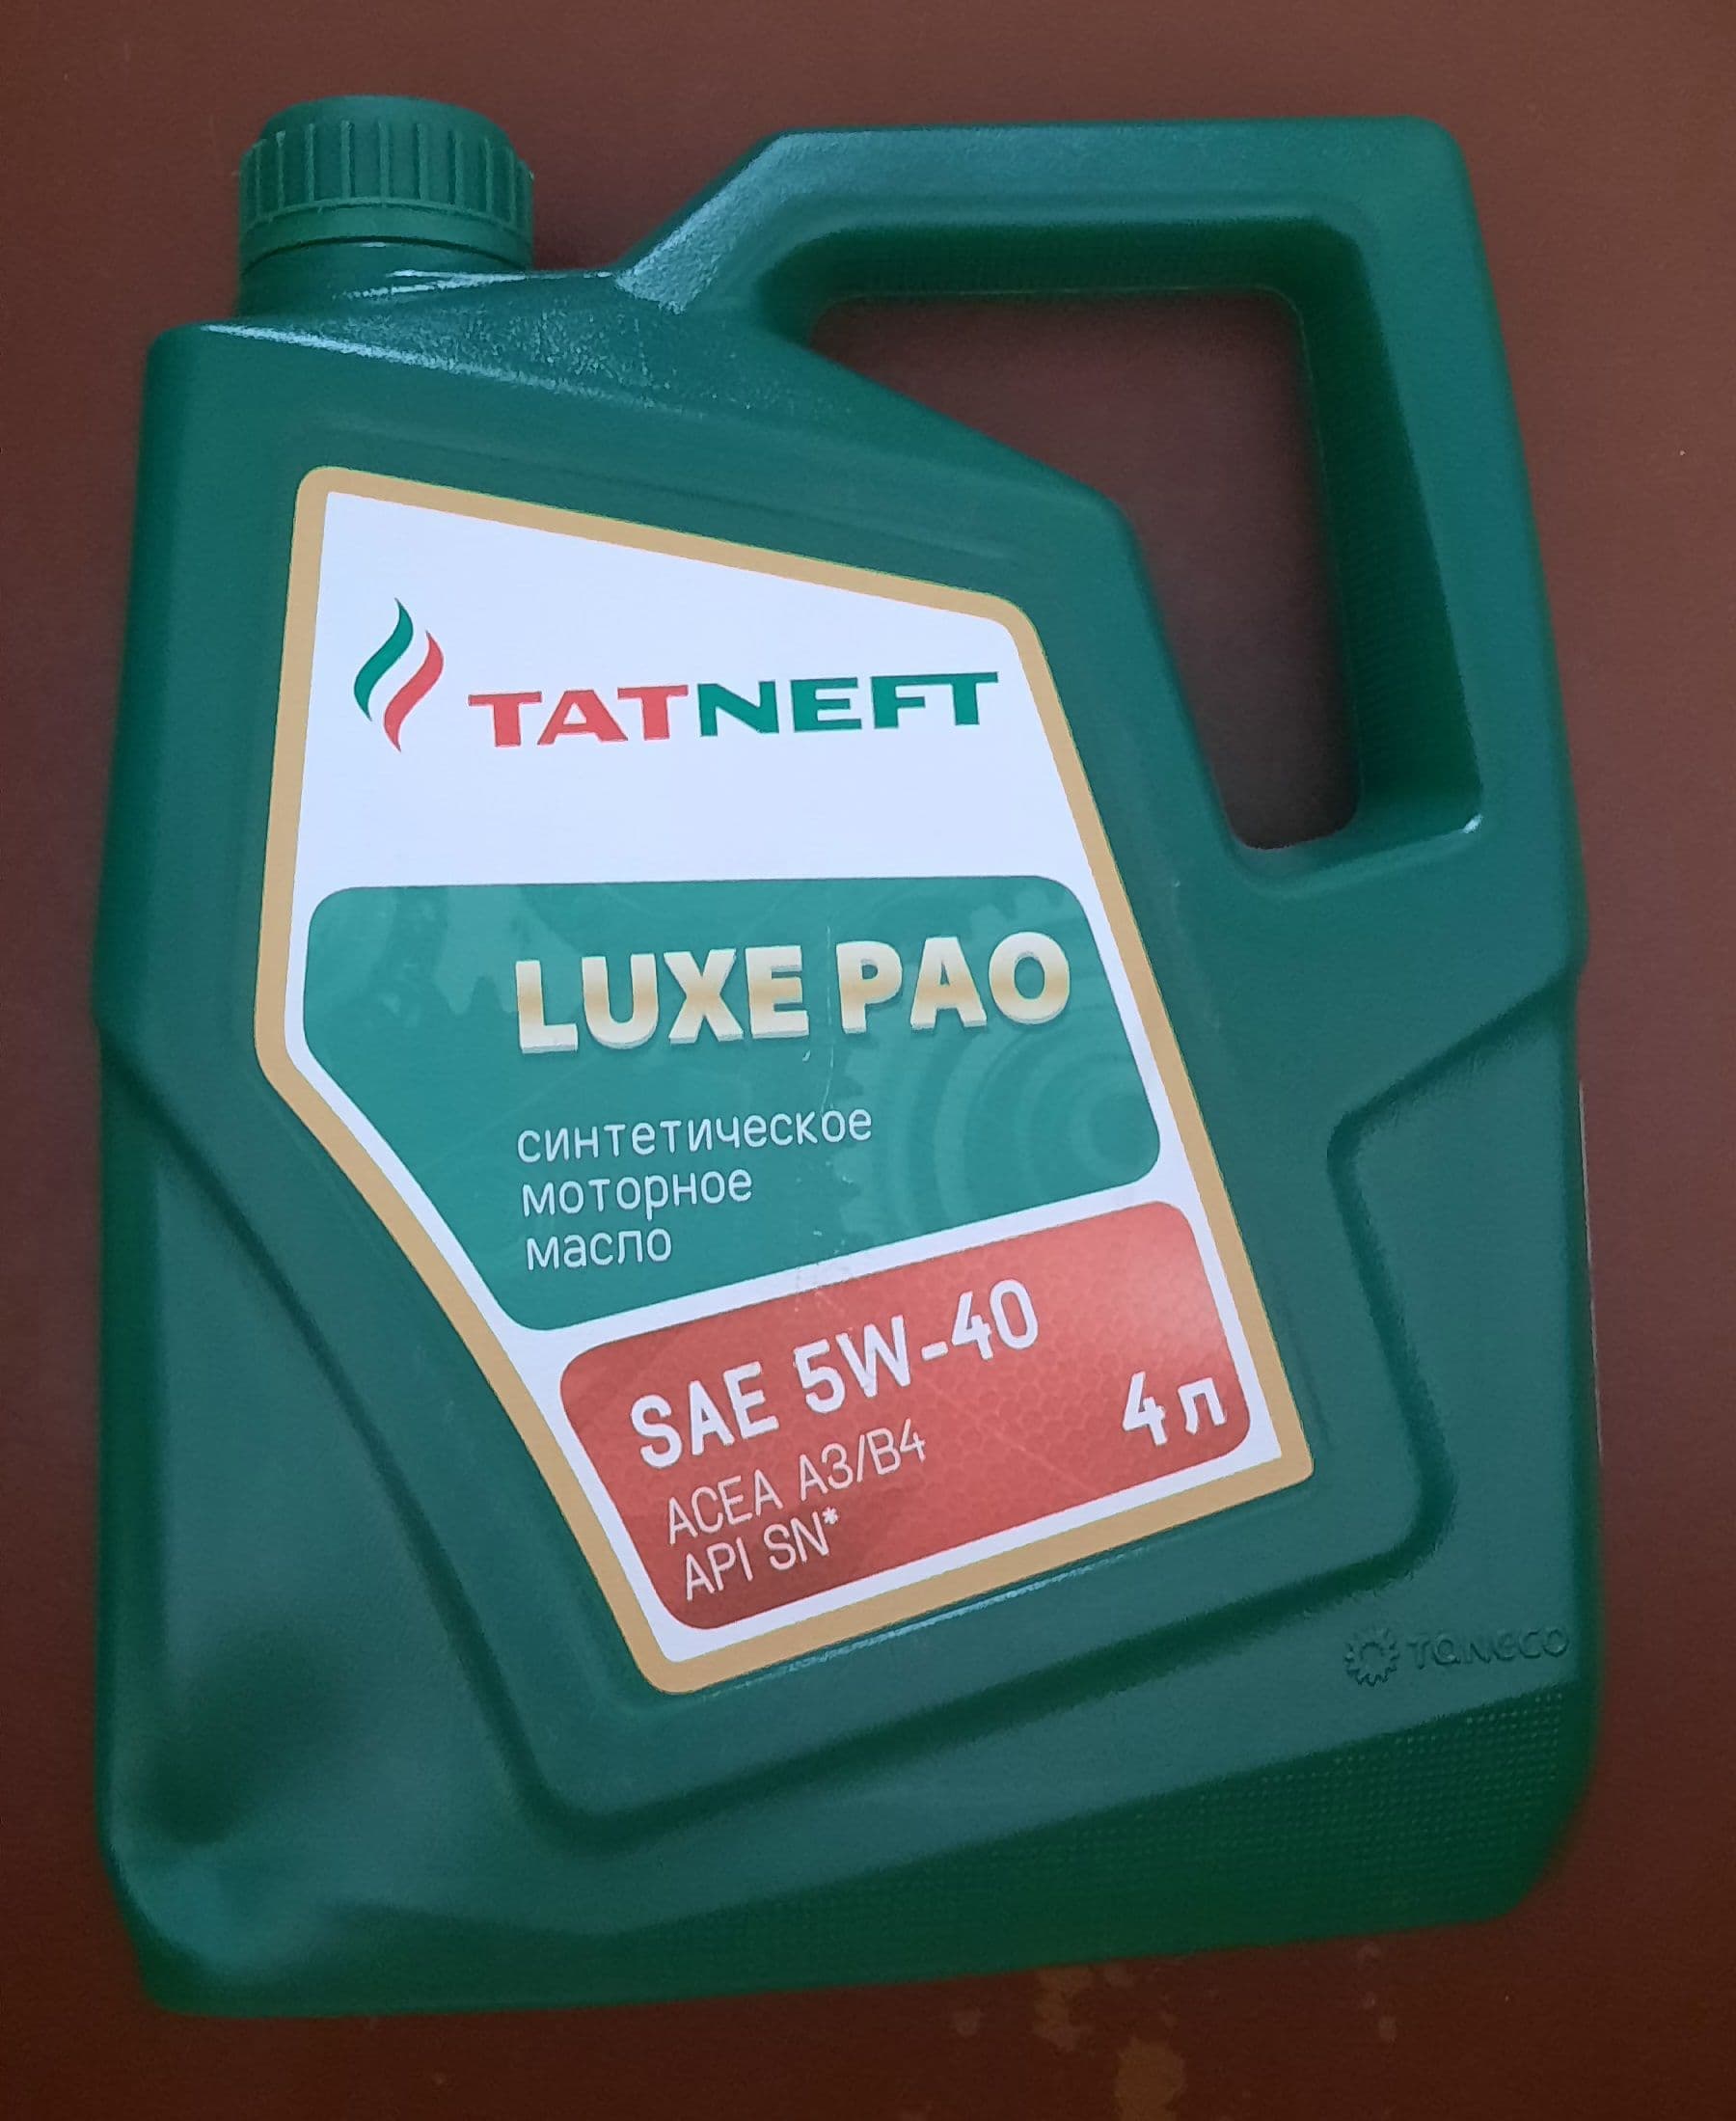 TATNEFT
LUXE PAO
синтетическое
моторное
масло
SAE 5W-40
4 л
ACEA A3/B4
API SN*
TANECO